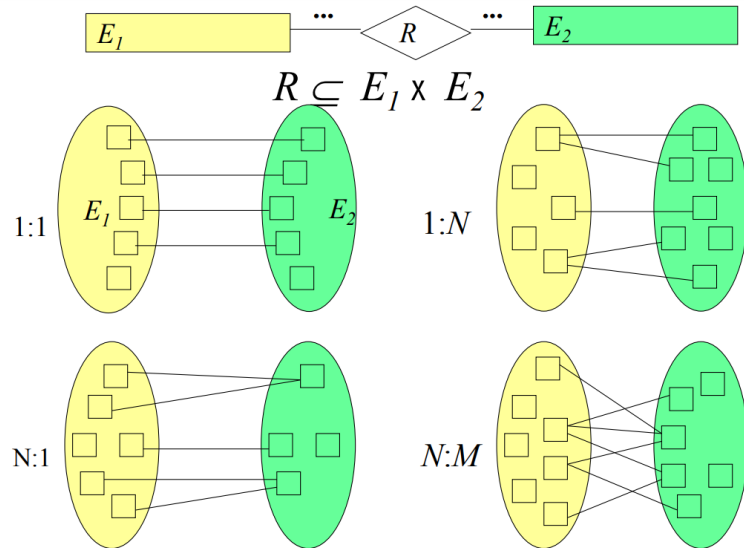 ... ...
E₁ R E₂
R ⊆ E₁ x E₂
1:1 E₁ E₂ 1:N
N:1 N:M